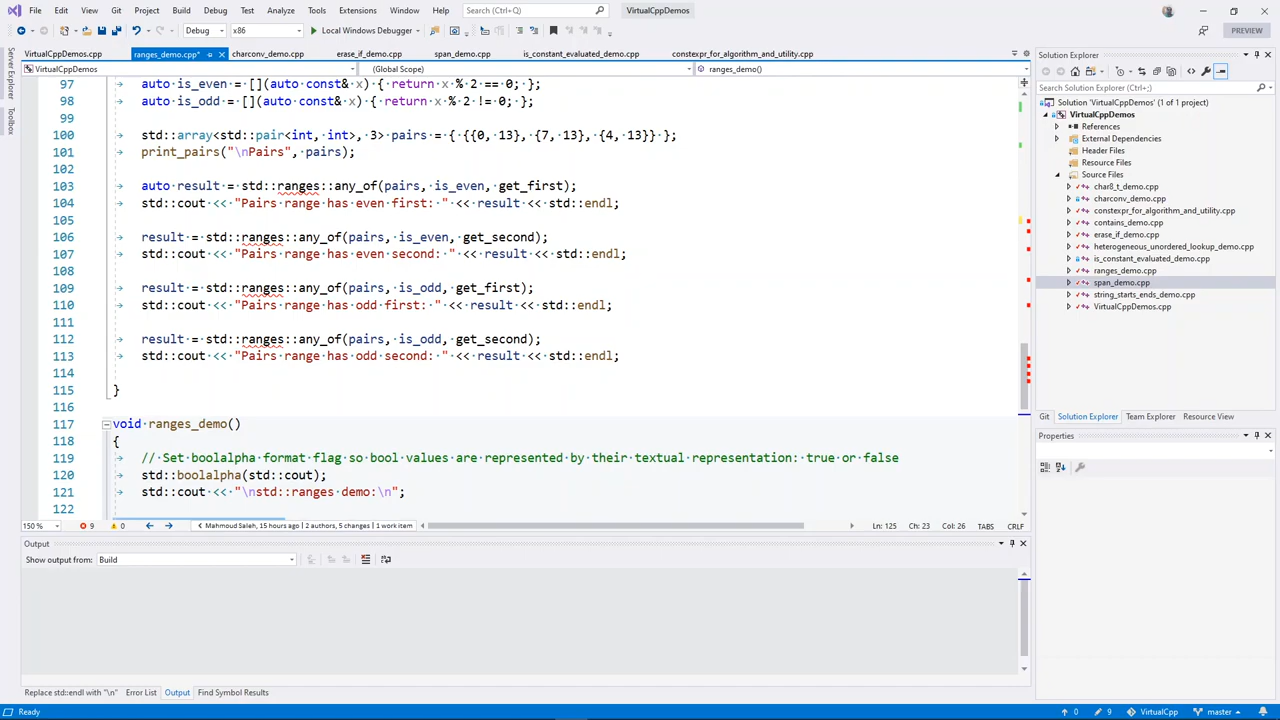 File Edit View Git Project Build Debug Test Analyze Tools Extensions Window Help Search (Ctrl+Q) VirtualCppDemos
Debug x86 Local Windows Debugger PREVIEW
VirtualCppDemos.cpp ranges_demo.cpp* charconv_demo.cpp erase_if_demo.cpp span_demo.cpp is_constant_evaluated_demo.cpp constexpr_for_algorithm_and_utility.cpp
VirtualCppDemos (Global Scope) ranges_demo()
Server Explorer
Toolbox
97 auto is_even = [](auto const& x) { return x % 2 == 0; };
98 auto is_odd = [](auto const& x) { return x % 2 != 0; };
99
100 std::array<std::pair<int, int>, 3> pairs = { {{0, 13}, {7, 13}, {4, 13}} };
101 print_pairs("\nPairs", pairs);
102
103 auto result = std::ranges::any_of(pairs, is_even, get_first);
104 std::cout << "Pairs range has even first: " << result << std::endl;
105
106 result = std::ranges::any_of(pairs, is_even, get_second);
107 std::cout << "Pairs range has even second: " << result << std::endl;
108
109 result = std::ranges::any_of(pairs, is_odd, get_first);
110 std::cout << "Pairs range has odd first: " << result << std::endl;
111
112 result = std::ranges::any_of(pairs, is_odd, get_second);
113 std::cout << "Pairs range has odd second: " << result << std::endl;
114
115 }
116
117 void ranges_demo()
118 {
119 // Set boolalpha format flag so bool values are represented by their textual representation: true or false
120 std::boolalpha(std::cout);
121 std::cout << "\nstd::ranges demo:\n";
122
150 % 9 0 Mahmoud Saleh, 15 hours ago | 2 authors, 5 changes | 1 work item Ln: 125 Ch: 23 Col: 26 TABS CRLF
Output
Show output from: Build
Replace std::endl with "\n" Error List Output Find Symbol Results
Solution Explorer
Search Solution Explorer (Ctrl+;)
Solution 'VirtualCppDemos' (1 of 1 project)
VirtualCppDemos
References
External Dependencies
Header Files
Resource Files
Source Files
char8_t_demo.cpp
charconv_demo.cpp
constexpr_for_algorithm_and_utility.cpp
contains_demo.cpp
erase_if_demo.cpp
heterogeneous_unordered_lookup_demo.cpp
is_constant_evaluated_demo.cpp
ranges_demo.cpp
span_demo.cpp
string_starts_ends_demo.cpp
VirtualCppDemos.cpp
Git Solution Explorer Team Explorer Resource View
Properties
Ready 0 9 VirtualCpp master